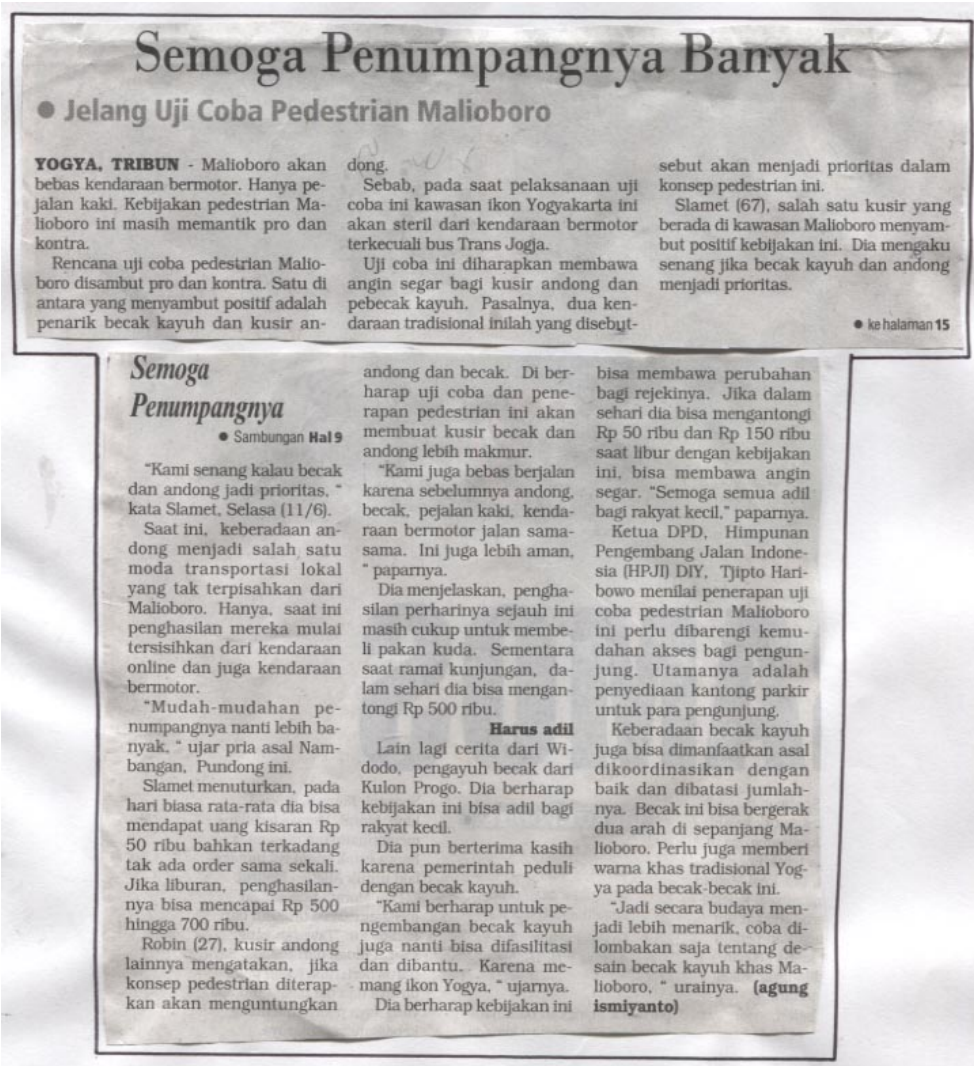 Semoga Penumpangnya Banyak
● Jelang Uji Coba Pedestrian Malioboro
YOGYA, TRIBUN - Malioboro akan
bebas kendaraan bermotor. Hanya pe-
jalan kaki. Kebijakan pedestrian Ma-
lioboro ini masih memantik pro dan
kontra.
Rencana uji coba pedestrian Malio-
boro disambut pro dan kontra. Satu di
antara yang menyambut positif adalah
penarik becak kayuh dan kusir an-
dong.
Sebab, pada saat pelaksanaan uji
coba ini kawasan ikon Yogyakarta ini
akan steril dari kendaraan bermotor
terkecuali bus Trans Jogja.
Uji coba ini diharapkan membawa
angin segar bagi kusir andong dan
pebecak kayuh. Pasalnya, dua ken-
daraan tradisional inilah yang disebut-
sebut akan menjadi prioritas dalam
konsep pedestrian ini.
Slamet (67), salah satu kusir yang
berada di kawasan Malioboro menyam-
but positif kebijakan ini. Dia mengaku
senang jika becak kayuh dan andong
menjadi prioritas.
● ke halaman 15
Semoga
Penumpangnya
● Sambungan Hal 9
"Kami senang kalau becak
dan andong jadi prioritas, "
kata Slamet, Selasa (11/6).
Saat ini, keberadaan an-
dong menjadi salah satu
moda transportasi lokal
yang tak terpisahkan dari
Malioboro. Hanya, saat ini
penghasilan mereka mulai
tersisihkan dari kendaraan
online dan juga kendaraan
bermotor.
"Mudah-mudahan pe-
numpangnya nanti lebih ba-
nyak, " ujar pria asal Nam-
bangan, Pundong ini.
Slamet menuturkan, pada
hari biasa rata-rata dia bisa
mendapat uang kisaran Rp
50 ribu bahkan terkadang
tak ada order sama sekali.
Jika liburan, penghasilan-
nya bisa mencapai Rp 500
hingga 700 ribu.
Robin (27), kusir andong
lainnya mengatakan, jika
konsep pedestrian diterap-
kan akan menguntungkan
andong dan becak. Di ber-
harap uji coba dan pene-
rapan pedestrian ini akan
membuat kusir becak dan
andong lebih makmur.
"Kami juga bebas berjalan
karena sebelumnya andong,
becak, pejalan kaki, kenda-
raan bermotor jalan sama-
sama. Ini juga lebih aman,
" paparnya.
Dia menjelaskan, pengha-
silan perharinya sejauh ini
masih cukup untuk membe-
li pakan kuda. Sementara
saat ramai kunjungan, da-
lam sehari dia bisa mengan-
tongi Rp 500 ribu.
Harus adil
Lain lagi cerita dari Wi-
dodo, pengayuh becak dari
Kulon Progo. Dia berharap
kebijakan ini bisa adil bagi
rakyat kecil.
Dia pun berterima kasih
karena pemerintah peduli
dengan becak kayuh.
"Kami berharap untuk pe-
ngembangan becak kayuh
juga nanti bisa difasilitasi
dan dibantu. Karena me-
mang ikon Yogya, " ujarnya.
Dia berharap kebijakan ini
bisa membawa perubahan
bagi rejekinya. Jika dalam
sehari dia bisa mengantongi
Rp 50 ribu dan Rp 150 ribu
saat libur dengan kebijakan
ini, bisa membawa angin
segar. "Semoga semua adil
bagi rakyat kecil," paparnya.
Ketua DPD, Himpunan
Pengembang Jalan Indone-
sia (HPJI) DIY, Tjipto Hari-
bowo menilai penerapan uji
coba pedestrian Malioboro
ini perlu dibarengi kemu-
dahan akses bagi pengun-
jung. Utamanya adalah
penyediaan kantong parkir
untuk para pengunjung.
Keberadaan becak kayuh
juga bisa dimanfaatkan asal
dikoordinasikan dengan
baik dan dibatasi jumlah-
nya. Becak ini bisa bergerak
dua arah di sepanjang Ma-
lioboro. Perlu juga memberi
warna khas tradisional Yog-
ya pada becak-becak ini.
"Jadi secara budaya men-
jadi lebih menarik, coba di-
lombakan saja tentang de-
sain becak kayuh khas Ma-
lioboro, " urainya. (agung
ismiyanto)